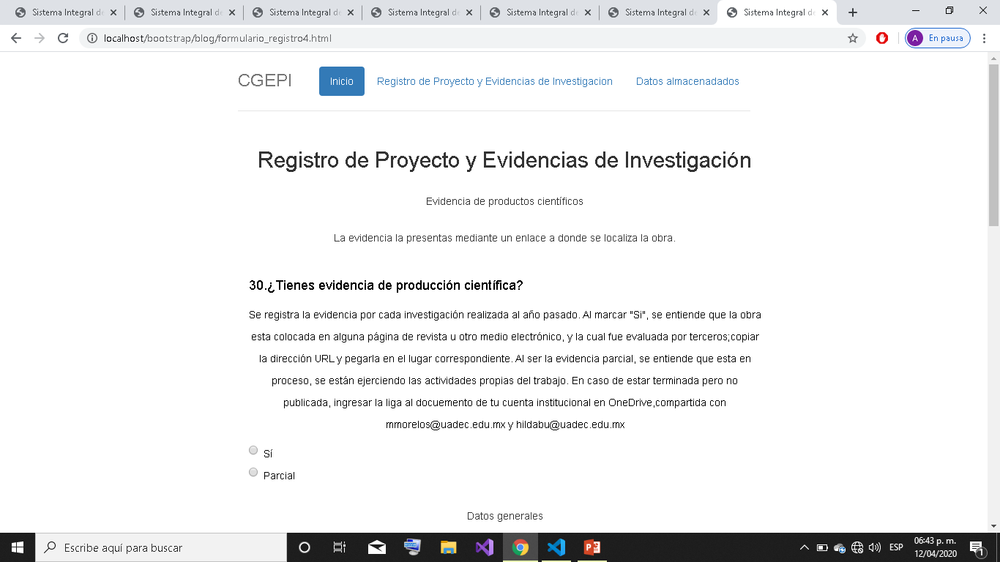 Sistema Integral de Sistema Integral de Sistema Integral de Sistema Integral de Sistema Integral de Sistema Integral de Sistema Integral de
localhost/bootstrap/blog/formulario_registro4.html
A En pausa
CGEPI Inicio Registro de Proyecto y Evidencias de Investigacion Datos almacenadados
Registro de Proyecto y Evidencias de Investigación
Evidencia de productos científicos
La evidencia la presentas mediante un enlace a donde se localiza la obra.
30.¿Tienes evidencia de producción científica?
Se registra la evidencia por cada investigación realizada al año pasado. Al marcar "Si", se entiende que la obra
esta colocada en alguna página de revista u otro medio electrónico, y la cual fue evaluada por terceros;copiar
la dirección URL y pegarla en el lugar correspondiente. Al ser la evidencia parcial, se entiende que esta en
proceso, se están ejerciendo las actividades propias del trabajo. En caso de estar terminada pero no
publicada, ingresar la liga al docuemento de tu cuenta institucional en OneDrive,compartida con
mmorelos@uadec.edu.mx y hildabu@uadec.edu.mx
Sí
Parcial
Datos generales
Escribe aquí para buscar
ESP
06:43 p. m.
12/04/2020
1